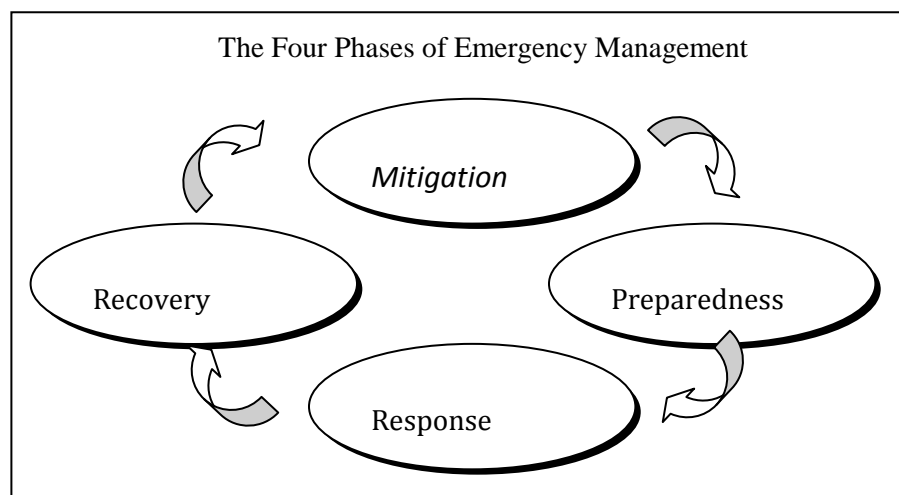 The Four Phases of Emergency Management
Mitigation
Recovery
Preparedness
Response